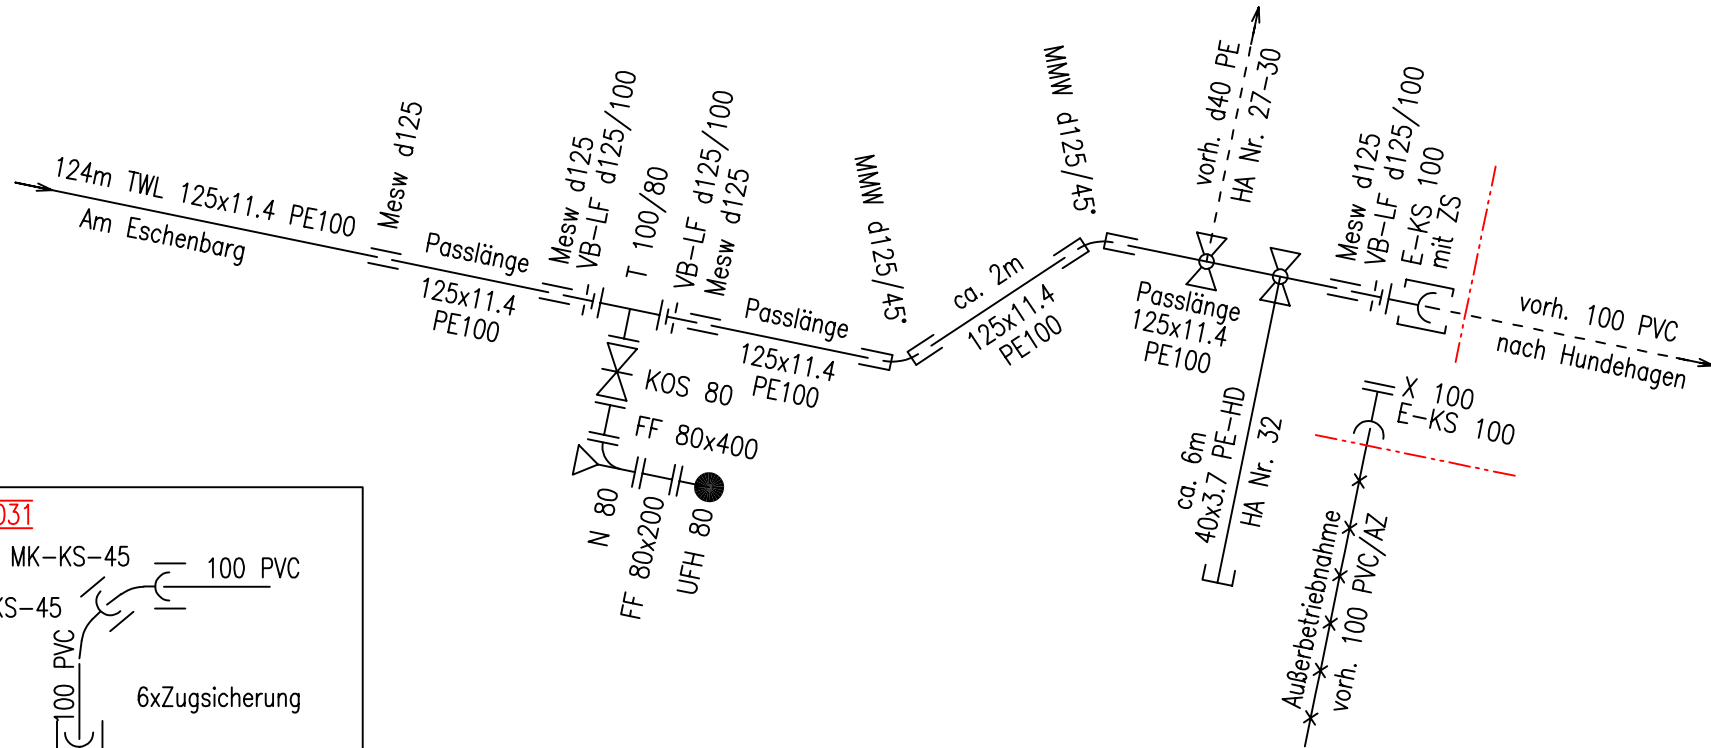 124m TWL 125x11.4 PE100
Am Eschenbarg
Mesw d125
Passlänge
125x11.4
PE100
Mesw d125
VB-LF d125/100
T 100/80
VB-LF d125/100
Mesw d125
KOS 80
FF 80x400
N 80
FF 80x200
UFH 80
Passlänge
125x11.4
PE100
MMW d125/45°
ca. 2m
125x11.4
PE100
MMW d125/45°
vorh. d40 PE
HA Nr. 27-30
Passlänge
125x11.4
PE100
ca. 6m
40x3.7 PE-HD
HA Nr. 32
Mesw d125
VB-LF d125/100
E-KS 100
mit ZS
vorh. 100 PVC
nach Hundehagen
X 100
E-KS 100
Außerbetriebnahme
vorh. 100 PVC/AZ
031
MK-KS-45
100 PVC
KS-45
100 PVC
6xZugsicherung